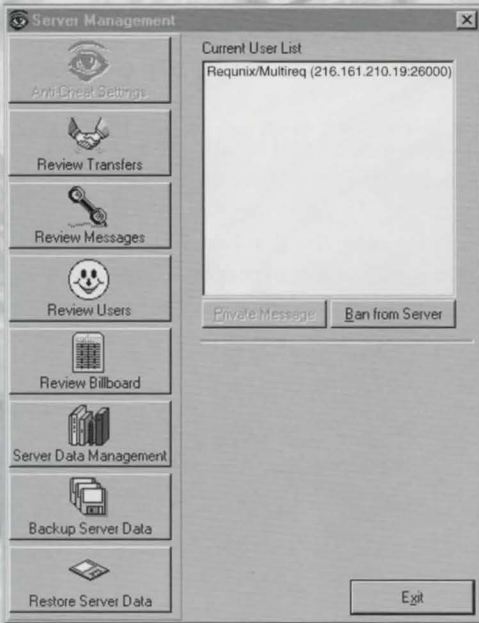 Server Management
Anti-Cheat Settings
Review Transfers
Review Messages
Review Users
Review Billboard
Server Data Management
Backup Server Data
Restore Server Data
Current User List
Requnix/Multireq (216.161.210.19:26000)
Private Message
Ban from Server
Exit